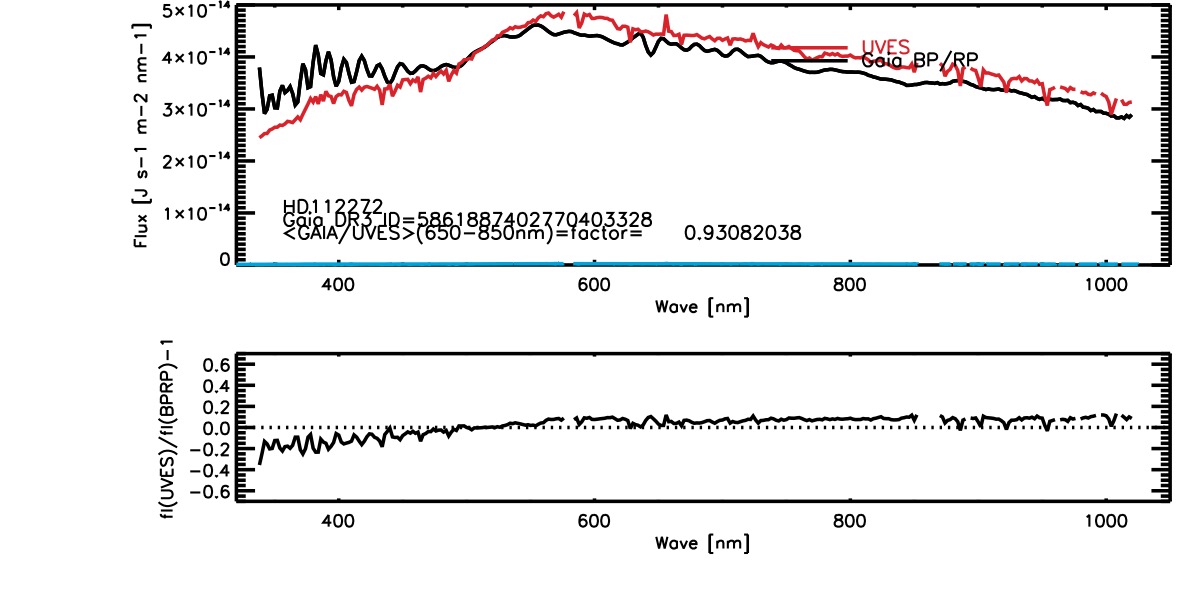 5×10⁻¹⁴
4×10⁻¹⁴
3×10⁻¹⁴
2×10⁻¹⁴
1×10⁻¹⁴
0
Flux [J s−1 m−2 nm−1]
UVES
Gaia BP/RP
HD112272
Gaia DR3 ID=5861887402770403328
<GAIA/UVES>(650−850nm)=factor= 0.93082038
400 600 800 1000
Wave [nm]
fl(UVES)/fl(BPRP)−1
0.6
0.4
0.2
0.0
−0.2
−0.4
−0.6
400 600 800 1000
Wave [nm]